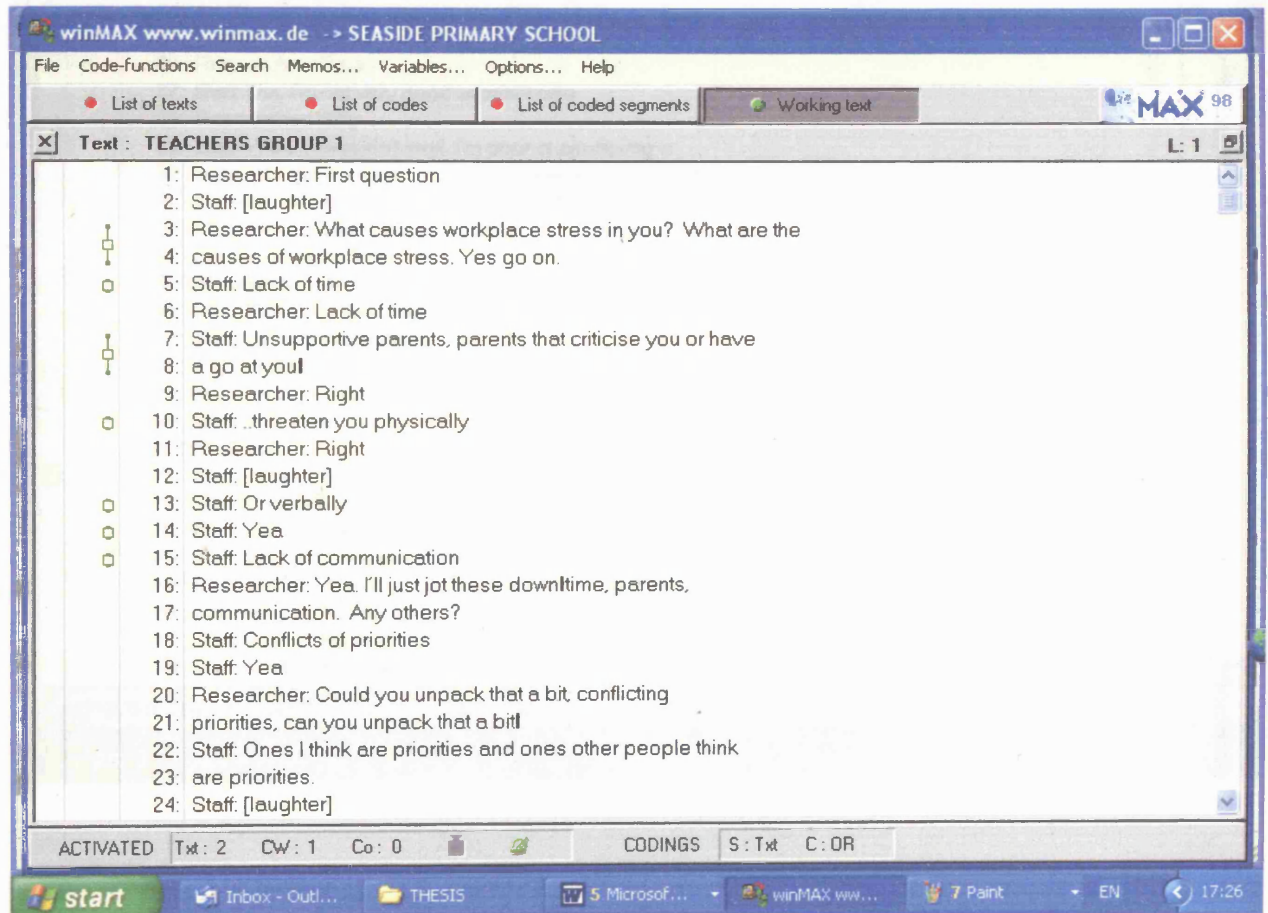 winMAX www.winmax.de -> SEASIDE PRIMARY SCHOOL
File Code-functions Search Memos... Variables... Options... Help
List of texts List of codes List of coded segments Working text MAX 98
Text : TEACHERS GROUP 1 L: 1
1: Researcher: First question
2: Staff: [laughter]
3: Researcher: What causes workplace stress in you? What are the
4: causes of workplace stress. Yes go on.
5: Staff: Lack of time
6: Researcher: Lack of time
7: Staff: Unsupportive parents, parents that criticise you or have
8: a go at youl
9: Researcher: Right
10: Staff: ..threaten you physically
11: Researcher: Right
12: Staff: [laughter]
13: Staff: Or verbally
14: Staff: Yea
15: Staff: Lack of communication
16: Researcher: Yea. I'll just jot these downltime, parents,
17: communication. Any others?
18: Staff: Conflicts of priorities
19: Staff: Yea
20: Researcher: Could you unpack that a bit, conflicting
21: priorities, can you unpack that a bitl
22: Staff: Ones I think are priorities and ones other people think
23: are priorities.
24: Staff: [laughter]
ACTIVATED Txt : 2 CW : 1 Co : 0 CODINGS S : Txt C : OR
start Inbox - Outl... THESIS 5 Microsof... winMAX ww... 7 Paint EN 17:26